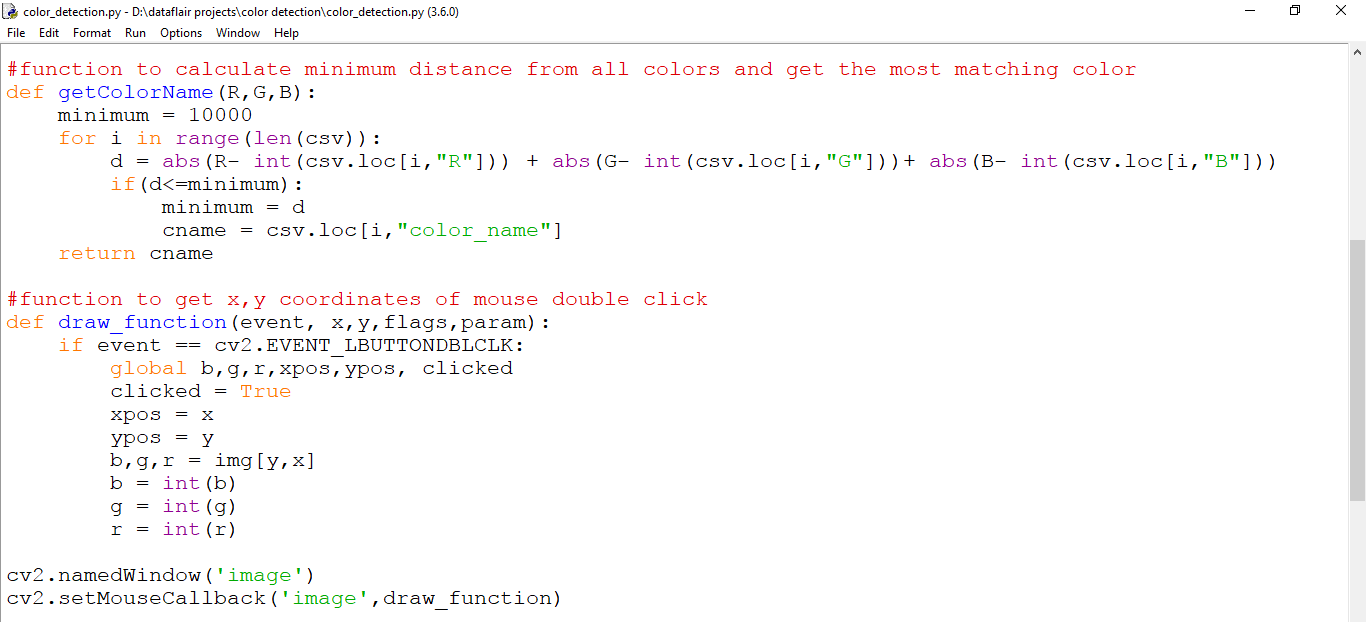 color_detection.py - D:\dataflair projects\color detection\color_detection.py (3.6.0)
File Edit Format Run Options Window Help
#function to calculate minimum distance from all colors and get the most matching color
def getColorName(R,G,B):
    minimum = 10000
    for i in range(len(csv)):
        d = abs(R- int(csv.loc[i,"R"])) + abs(G- int(csv.loc[i,"G"]))+ abs(B- int(csv.loc[i,"B"]))
        if(d<=minimum):
            minimum = d
            cname = csv.loc[i,"color_name"]
    return cname

#function to get x,y coordinates of mouse double click
def draw_function(event, x,y,flags,param):
    if event == cv2.EVENT_LBUTTONDBLCLK:
        global b,g,r,xpos,ypos, clicked
        clicked = True
        xpos = x
        ypos = y
        b,g,r = img[y,x]
        b = int(b)
        g = int(g)
        r = int(r)

cv2.namedWindow('image')
cv2.setMouseCallback('image',draw_function)